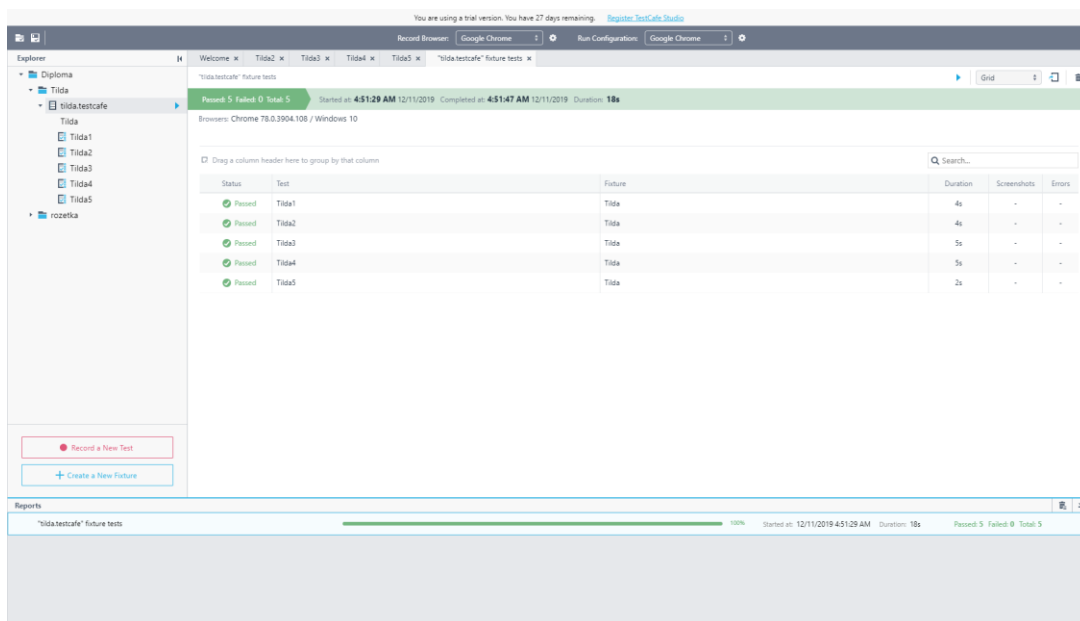 You are using a trial version. You have 27 days remaining. Register TestCafe Studio
Record Browser: Google Chrome Run Configuration: Google Chrome
Explorer
Welcome Tilda2 Tilda3 Tilda4 Tilda5 "tilda.testcafe" fixture tests
Diploma
Tilda
tilda.testcafe
Tilda
Tilda1
Tilda2
Tilda3
Tilda4
Tilda5
rozetka
"tilda.testcafe" fixture tests
Grid
Passed: 5 Failed: 0 Total: 5 Started at: 4:51:29 AM 12/11/2019 Completed at: 4:51:47 AM 12/11/2019 Duration: 18s
Browsers: Chrome 78.0.3904.108 / Windows 10
Drag a column header here to group by that column
Search...
Status Test Fixture Duration Screenshots Errors
Passed Tilda1 Tilda 4s - -
Passed Tilda2 Tilda 4s - -
Passed Tilda3 Tilda 5s - -
Passed Tilda4 Tilda 5s - -
Passed Tilda5 Tilda 2s - -
Record a New Test
Create a New Fixture
Reports
"tilda.testcafe" fixture tests 100% Started at: 12/11/2019 4:51:29 AM Duration: 18s Passed: 5 Failed: 0 Total: 5